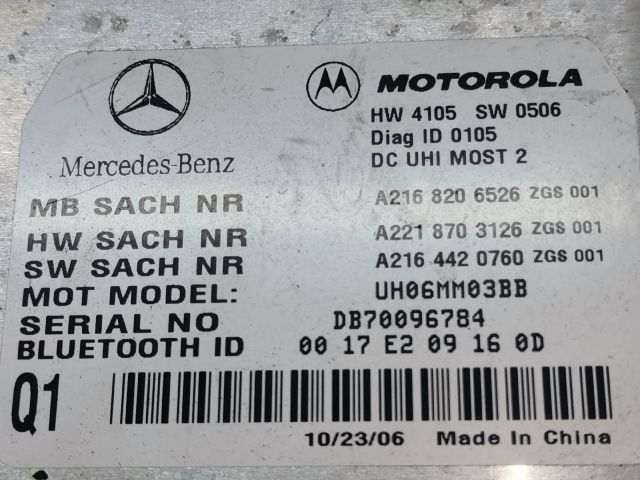 Mercedes-Benz
MOTOROLA
HW 4105 SW 0506
Diag ID 0105
DC UHI MOST 2
MB SACH NR A216 820 6526 ZGS 001
HW SACH NR A221 870 3126 ZGS 001
SW SACH NR A216 442 0760 ZGS 001
MOT MODEL: UH06MM03BB
SERIAL NO DB70096784
BLUETOOTH ID 00 17 E2 09 16 0D
Q1
10/23/06 Made In China